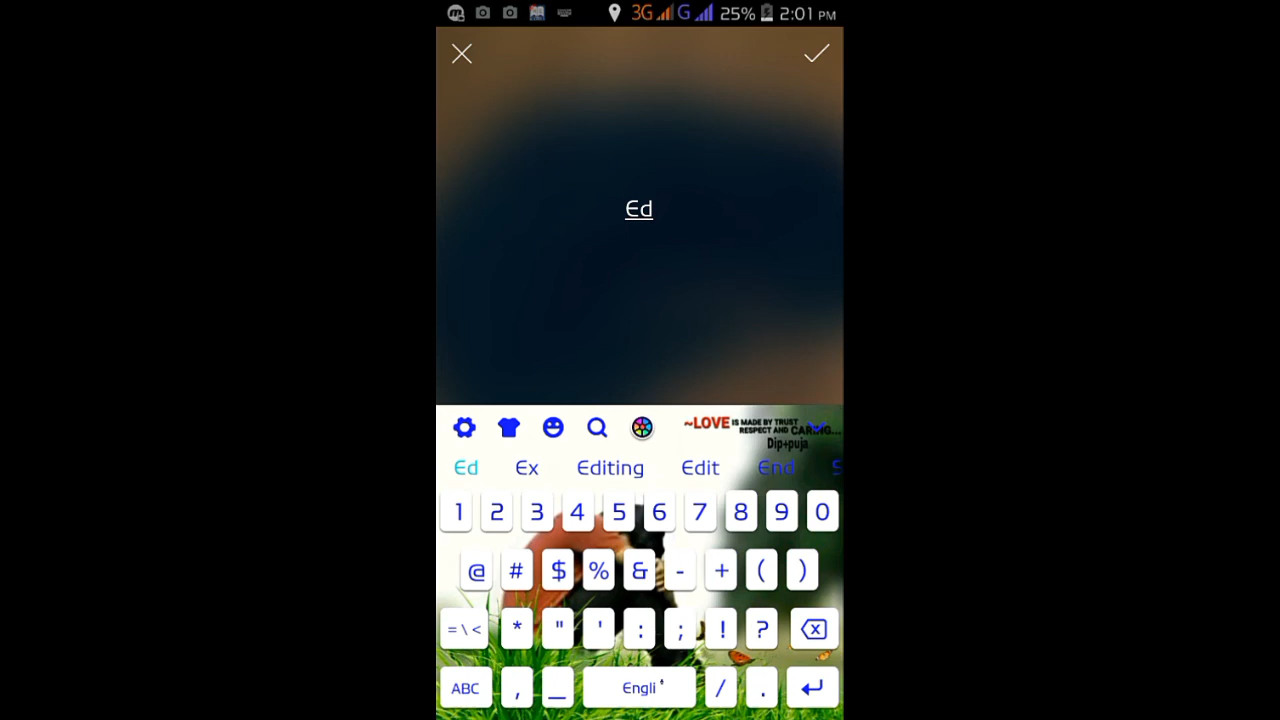 3G G 25% 2:01 PM
Ed
~LOVE IS MADE BY TRUST
RESPECT AND CARING...
Dip+puja
Ed Ex Editing Edit End S
1 2 3 4 5 6 7 8 9 0
@ # $ % & - + ( )
=\< * " ' : ; ! ?
ABC , _ Engli / .